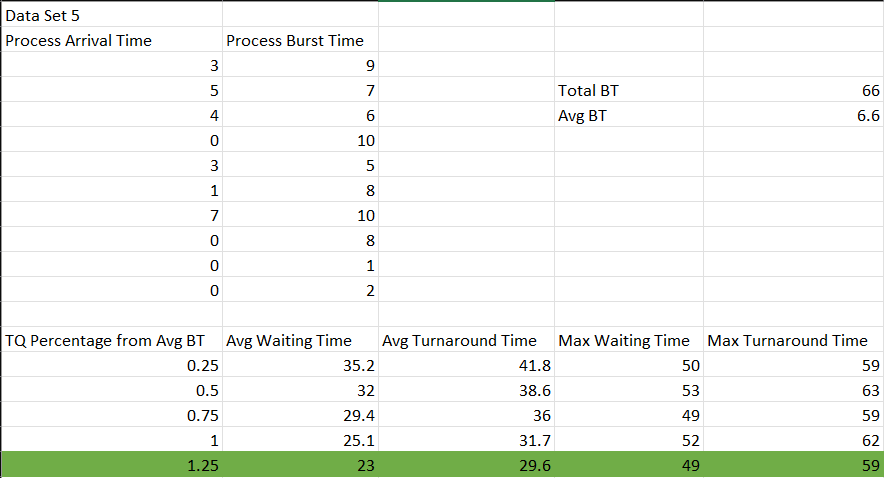 Data Set 5
Process Arrival Time Process Burst Time
3 9
5 7 Total BT 66
4 6 Avg BT 6.6
0 10
3 5
1 8
7 10
0 8
0 1
0 2
TQ Percentage from Avg BT Avg Waiting Time Avg Turnaround Time Max Waiting Time Max Turnaround Time
0.25 35.2 41.8 50 59
0.5 32 38.6 53 63
0.75 29.4 36 49 59
1 25.1 31.7 52 62
1.25 23 29.6 49 59